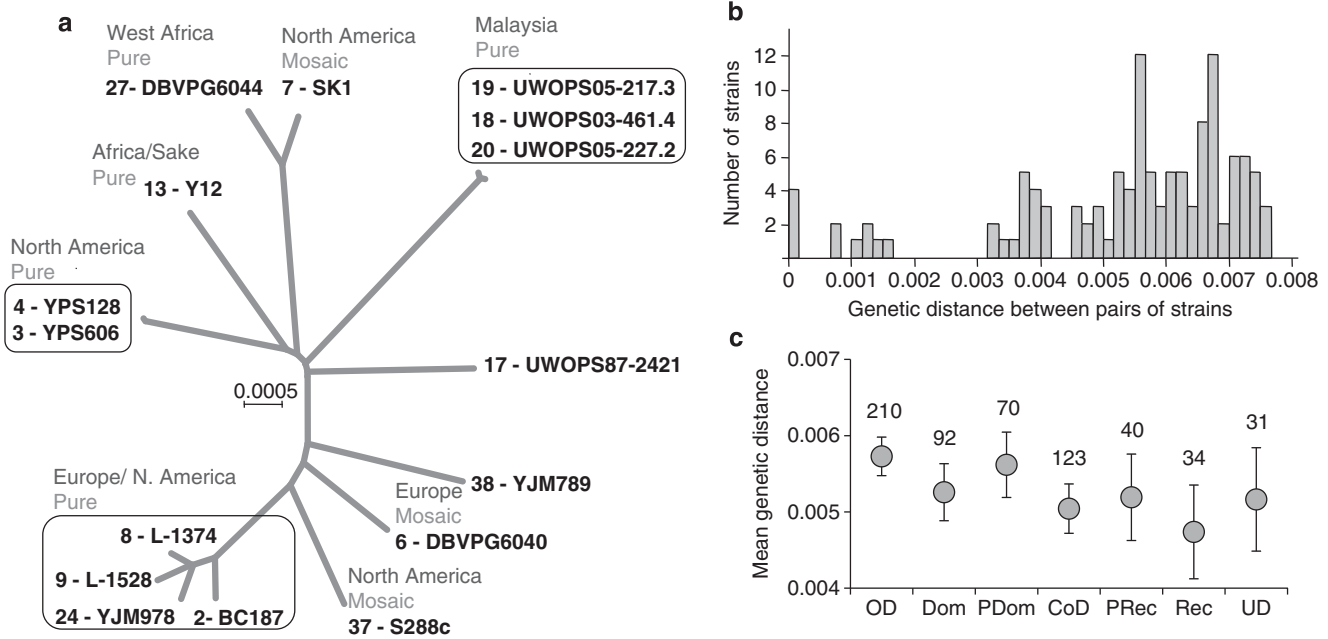 a
West Africa
Pure
27- DBVPG6044
North America
Mosaic
7 - SK1
Malaysia
Pure
19 - UWOPS05-217.3
18 - UWOPS03-461.4
20 - UWOPS05-227.2
Africa/Sake
Pure
13 - Y12
North America
Pure
4 - YPS128
3 - YPS606
17 - UWOPS87-2421
0.0005
Europe/ N. America
Pure
8 - L-1374
9 - L-1528
24 - YJM978
2- BC187
38 - YJM789
Europe
Mosaic
6 - DBVPG6040
North America
Mosaic
37 - S288c
b
Number of strains
12
10
8
6
4
2
0 0.001 0.002 0.003 0.004 0.005 0.006 0.007 0.008
Genetic distance between pairs of strains
c
Mean genetic distance
0.007
0.006
0.005
0.004
210 92 70 123 40 34 31
OD Dom PDom CoD PRec Rec UD